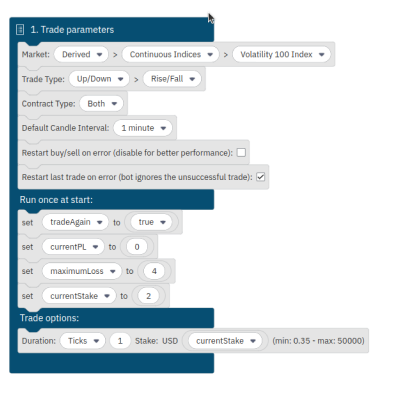 1. Trade parameters
Market: Derived > Continuous Indices > Volatility 100 Index
Trade Type: Up/Down > Rise/Fall
Contract Type: Both
Default Candle Interval: 1 minute
Restart buy/sell on error (disable for better performance):
Restart last trade on error (bot ignores the unsuccessful trade):
Run once at start:
set tradeAgain to true
set currentPL to 0
set maximumLoss to 4
set currentStake to 2
Trade options:
Duration: Ticks 1 Stake: USD currentStake (min: 0.35 - max: 50000)